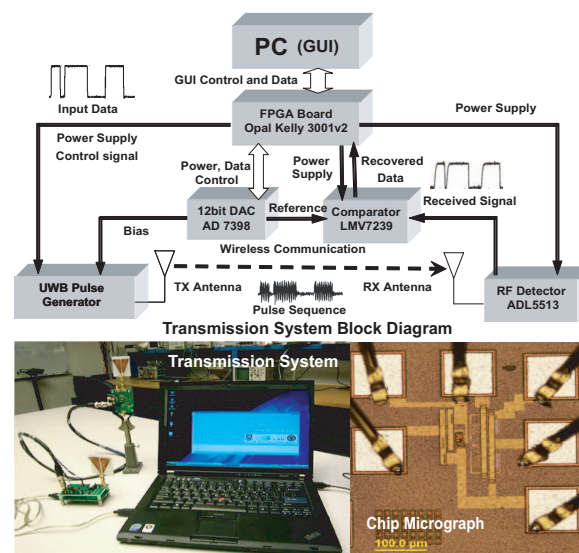 PC (GUI)
GUI Control and Data
Input Data
FPGA Board
Opal Kelly 3001v2
Power Supply
Power Supply
Control signal
Power, Data
Control
Power
Supply
Recovered
Data
Received Signal
12bit DAC
AD 7398
Reference
Comparator
LMV7239
Bias
Wireless Communication
UWB Pulse
Generator
TX Antenna
Pulse Sequence
RX Antenna
RF Detector
ADL5513
Transmission System Block Diagram
Transmission System
Chip Micrograph
100.0 µm